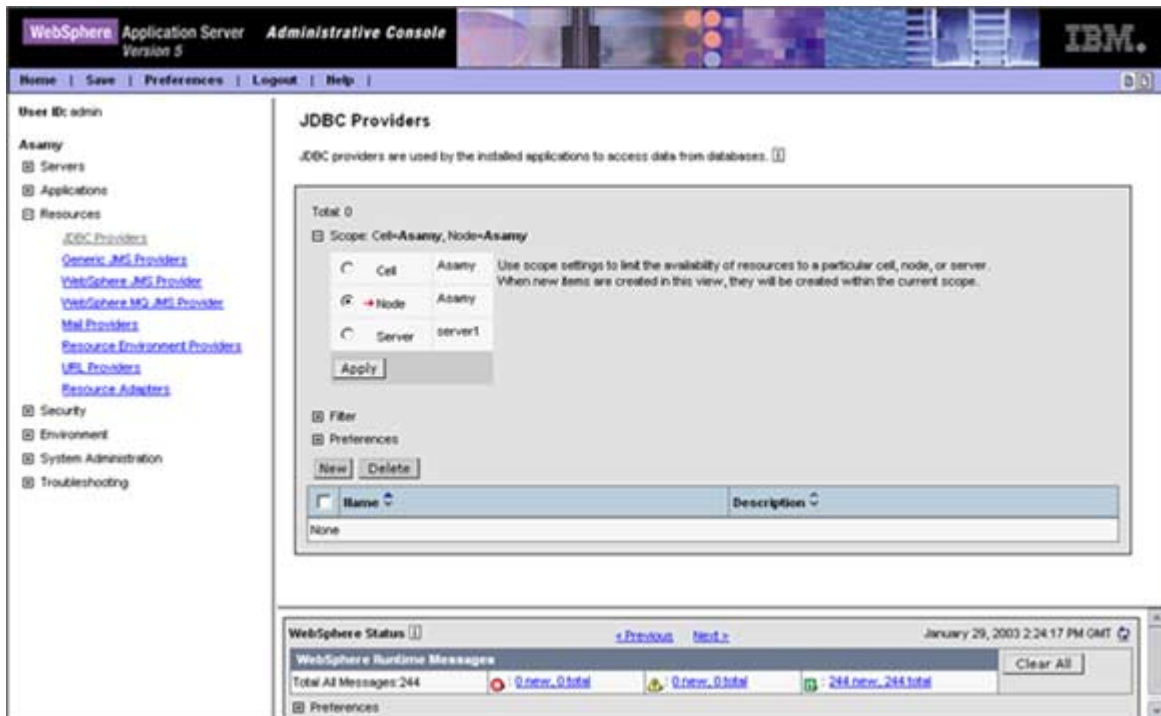 WebSphere Application Server Administrative Console
Version 5
IBM.
Home | Save | Preferences | Logout | Help |
User ID: admin
Asamy
Servers
Applications
Resources
JDBC Providers
Generic JMS Providers
WebSphere JMS Provider
WebSphere MQ JMS Provider
Mail Providers
Resource Environment Providers
URL Providers
Resource Adapters
Security
Environment
System Administration
Troubleshooting
JDBC Providers
JDBC providers are used by the installed applications to access data from databases. i
Total: 0
Scope: Cell=Asamy, Node=Asamy
Cell Asamy
Node Asamy
Server server1
Use scope settings to limit the availability of resources to a particular cell, node, or server.
When new items are created in this view, they will be created within the current scope.
Apply
Filter
Preferences
New Delete
Name Description
None
WebSphere Status i < Previous Next > January 29, 2003 2:24:17 PM GMT
WebSphere Runtime Messages
Clear All
Total All Messages:244 : 0 new, 0 total : 0 new, 0 total : 244 new, 244 total
Preferences